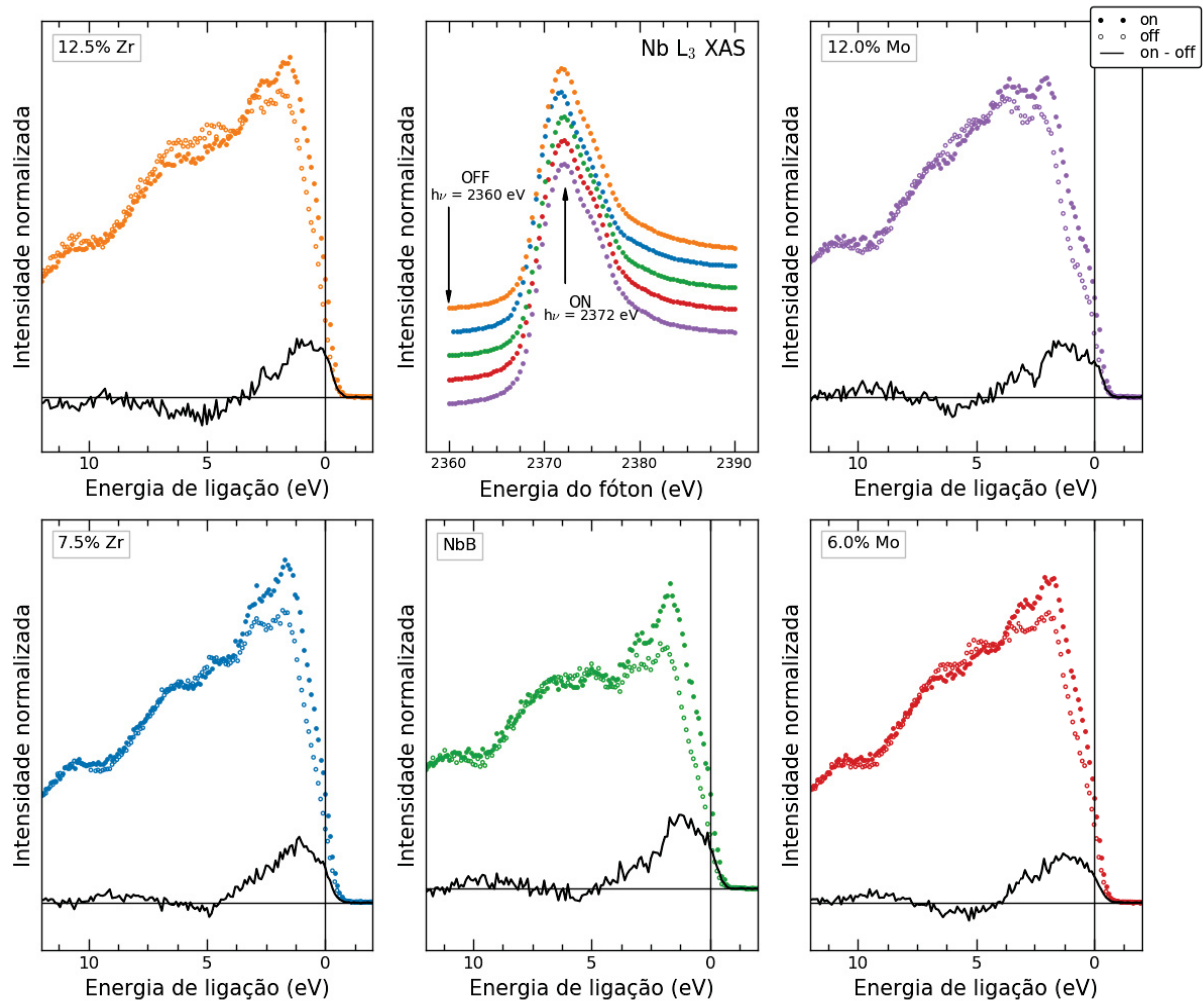 12.5% Zr
Intensidade normalizada
10 5 0
Energia de ligação (eV)
Nb L₃ XAS
OFF
hν = 2360 eV
ON
hν = 2372 eV
Intensidade normalizada
2360 2370 2380 2390
Energia do fóton (eV)
12.0% Mo
on
off
on - off
Intensidade normalizada
10 5 0
Energia de ligação (eV)
7.5% Zr
Intensidade normalizada
10 5 0
Energia de ligação (eV)
NbB
Intensidade normalizada
10 5 0
Energia de ligação (eV)
6.0% Mo
Intensidade normalizada
10 5 0
Energia de ligação (eV)